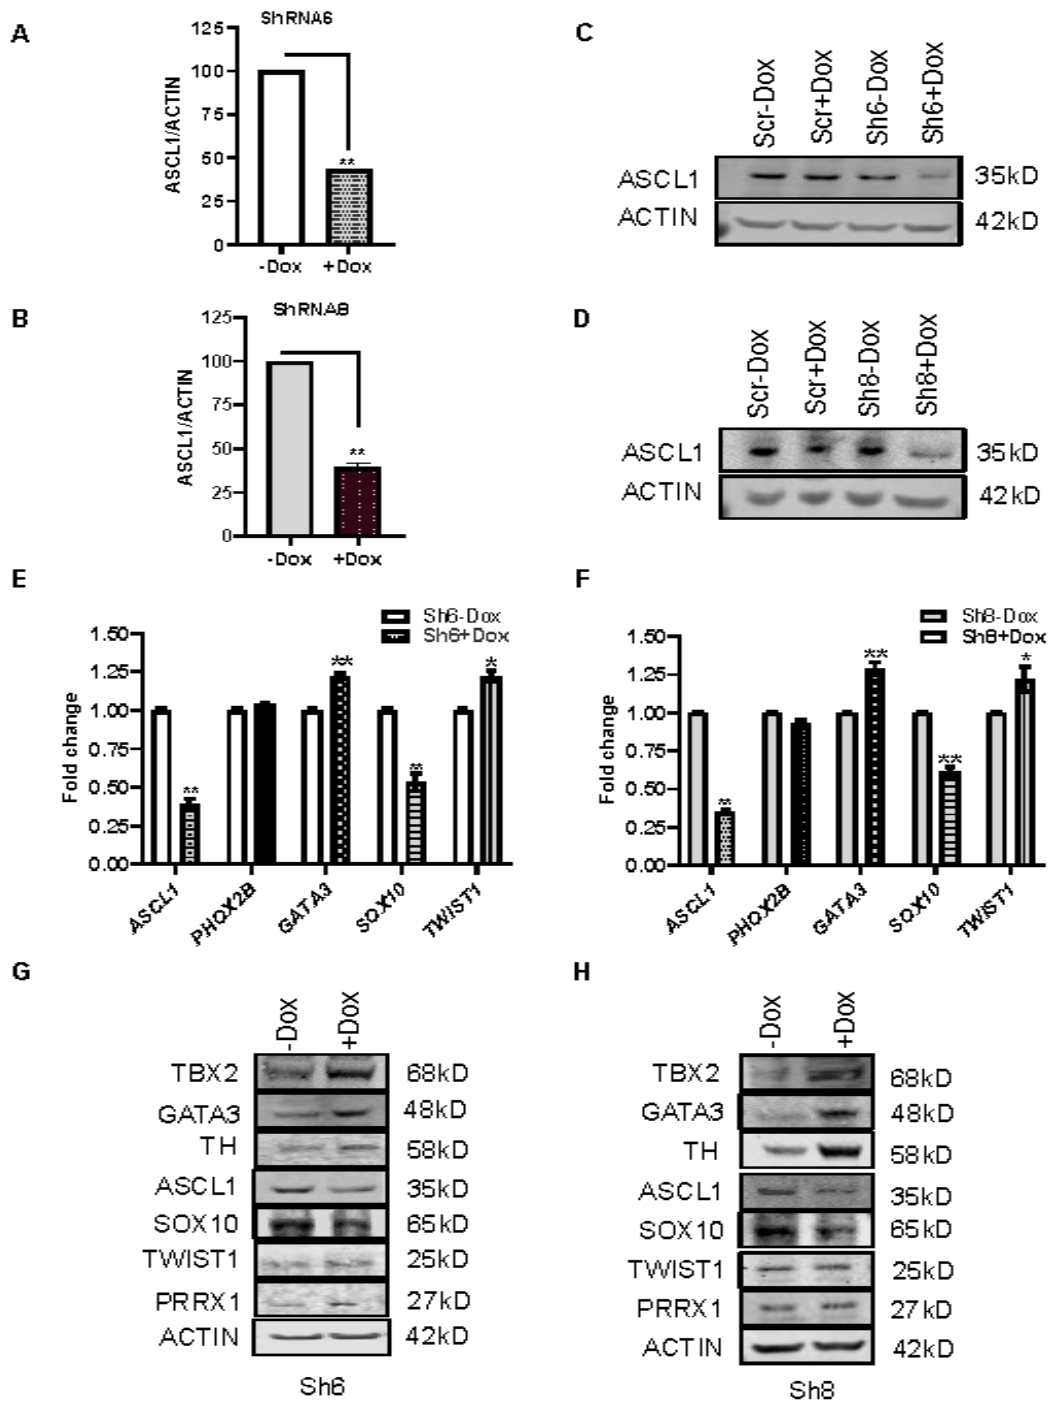 A
ShRNA6
125
100
75
50
25
0
ASCL1/ACTIN
**
-Dox +Dox
C
Scr-Dox Scr+Dox Sh6-Dox Sh6+Dox
ASCL1 35kD
ACTIN 42kD
B
ShRNA8
125
100
75
50
25
0
ASCL1/ACTIN
**
-Dox +Dox
D
Scr-Dox Scr+Dox Sh8-Dox Sh8+Dox
ASCL1 35kD
ACTIN 42kD
E
Sh6-Dox
Sh6+Dox
1.50
1.25
1.00
0.75
0.50
0.25
0.00
Fold change
** ** ** *
ASCL1 PHOX2B GATA3 SOX10 TWIST1
F
Sh8-Dox
Sh8+Dox
1.50
1.25
1.00
0.75
0.50
0.25
0.00
Fold change
** ** ** *
ASCL1 PHOX2B GATA3 SOX10 TWIST1
G
-Dox +Dox
TBX2 68kD
GATA3 48kD
TH 58kD
ASCL1 35kD
SOX10 65kD
TWIST1 25kD
PRRX1 27kD
ACTIN 42kD
Sh6
H
-Dox +Dox
TBX2 68kD
GATA3 48kD
TH 58kD
ASCL1 35kD
SOX10 65kD
TWIST1 25kD
PRRX1 27kD
ACTIN 42kD
Sh8